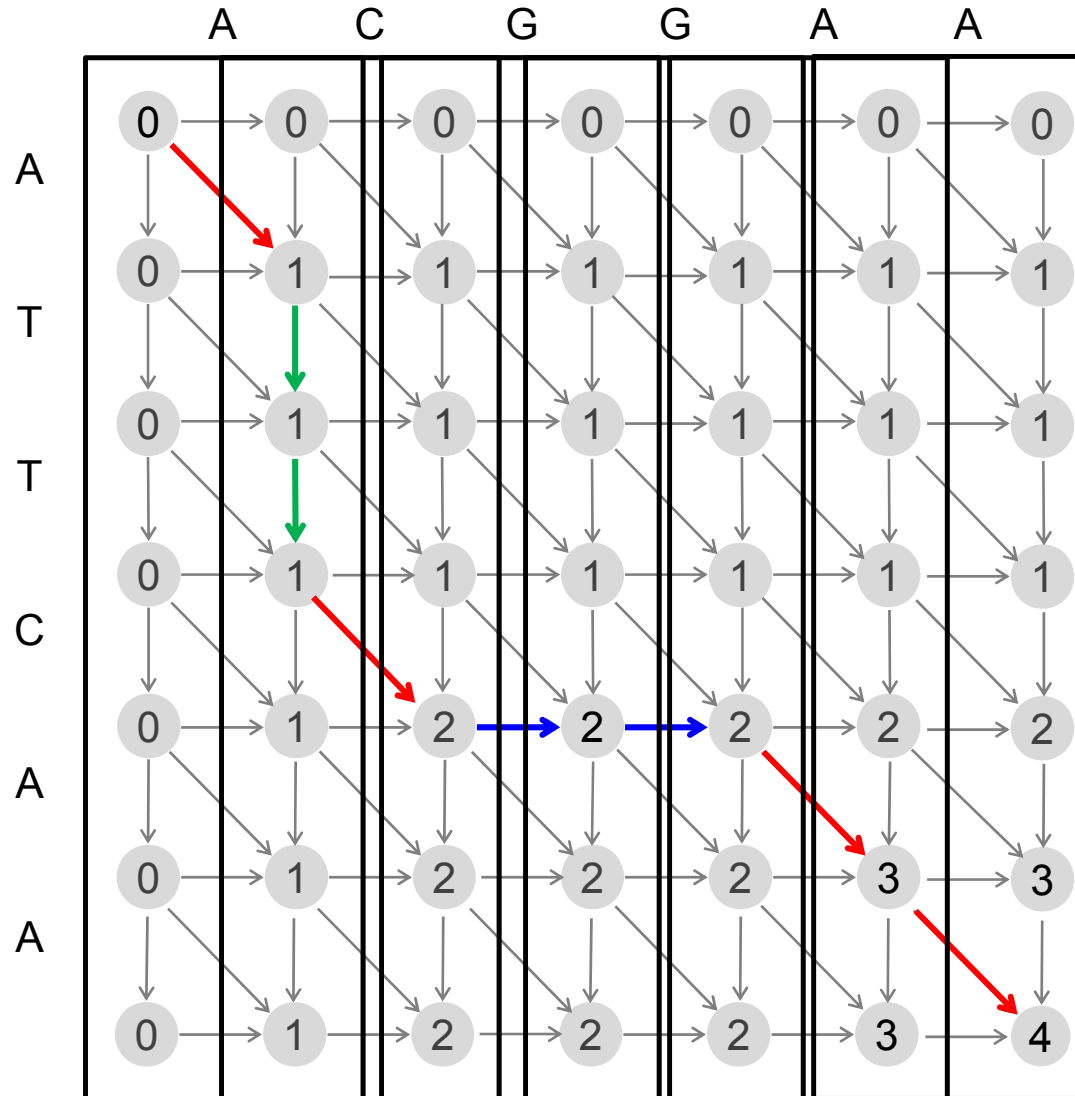 A C G G A A
0 0 0 0 0 0 0
A
0 1 1 1 1 1 1
T
0 1 1 1 1 1 1
T
0 1 1 1 1 1 1
C
0 1 2 2 2 2 2
A
0 1 2 2 2 3 3
A
0 1 2 2 2 3 4